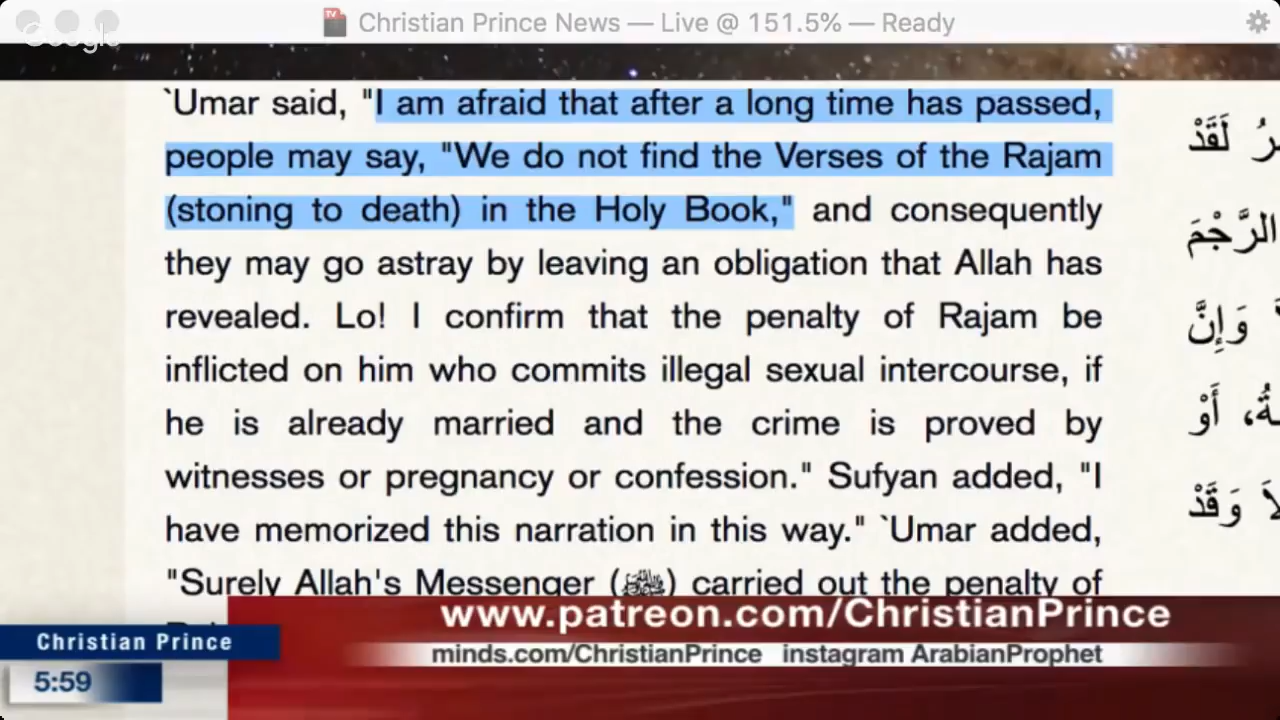 Christian Prince News — Live @ 151.5% — Ready
Google
`Umar said, "I am afraid that after a long time has passed,
people may say, "We do not find the Verses of the Rajam
(stoning to death) in the Holy Book," and consequently
they may go astray by leaving an obligation that Allah has
revealed. Lo! I confirm that the penalty of Rajam be
inflicted on him who commits illegal sexual intercourse, if
he is already married and the crime is proved by
witnesses or pregnancy or confession." Sufyan added, "I
have memorized this narration in this way." `Umar added,
"Surely Allah's Messenger (ﷺ) carried out the penalty of
لَقَدْ
الرَّجْمَ
وَإِنَّ
أَوْ
وَقَدْ
www.patreon.com/ChristianPrince
Christian Prince
minds.com/ChristianPrince instagram ArabianProphet
5:59